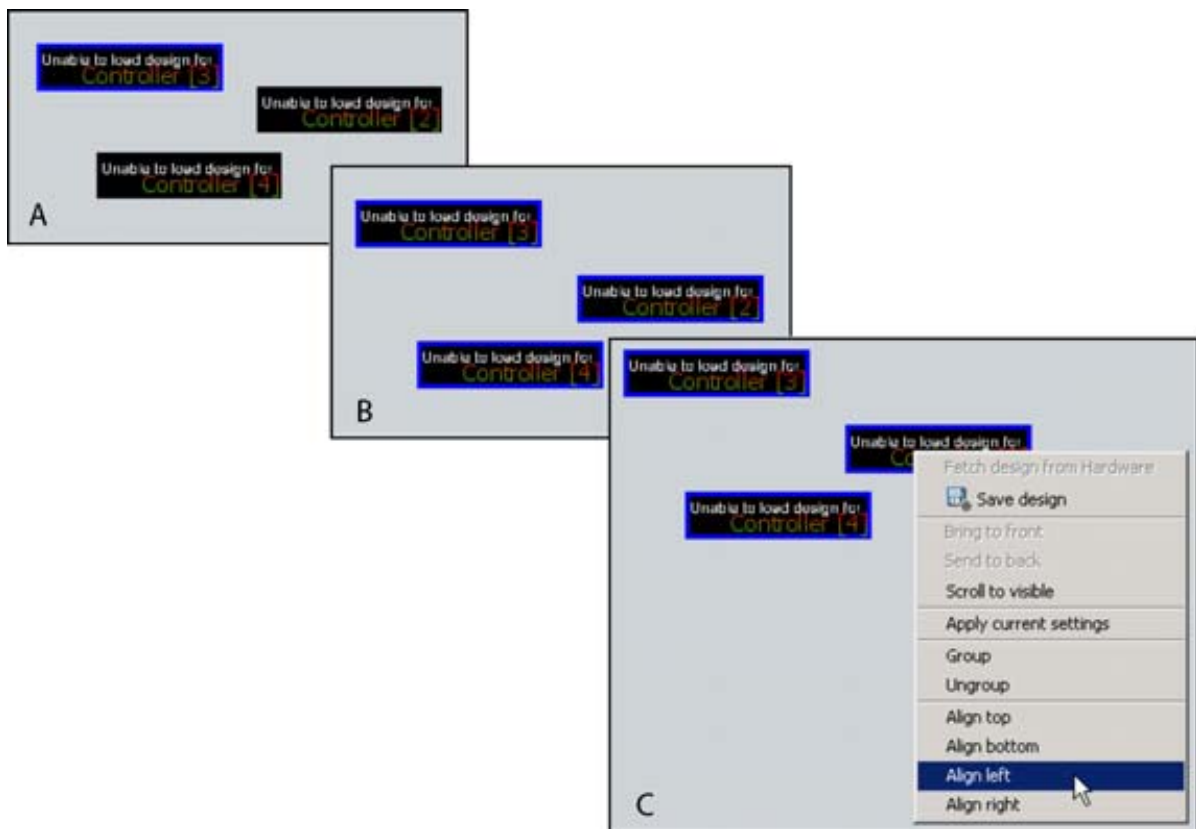 Unable to load design for
Controller [3]
Unable to load design for
Controller [2]
Unable to load design for
Controller [4]
A
Unable to load design for
Controller [3]
Unable to load design for
Controller [2]
Unable to load design for
Controller [4]
B
Unable to load design for
Controller [3]
Unable to load design for
Unable to load design for
Controller [4]
Fetch design from Hardware
Save design
Bring to front
Send to back
Scroll to visible
Apply current settings
Group
Ungroup
Align top
Align bottom
Align left
Align right
C